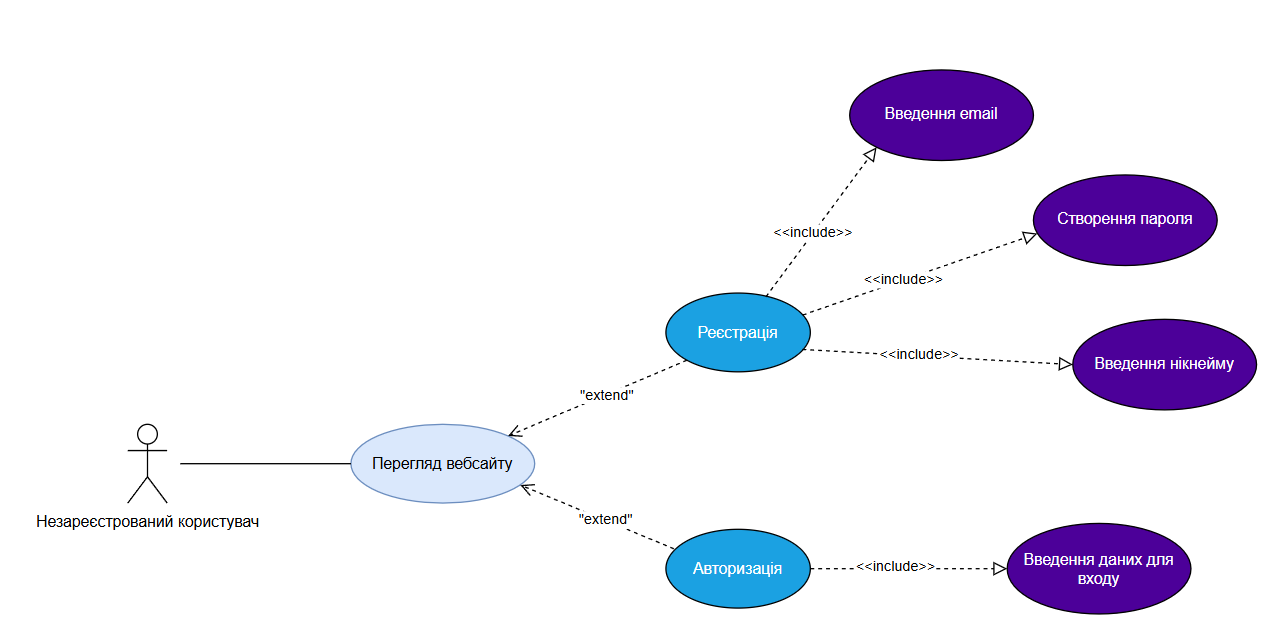 Введення email
Створення пароля
<<include>>
<<include>>
Реєстрація
<<include>>
Введення нікнейму
"extend"
Перегляд вебсайту
Незареєстрований користувач
"extend"
Авторизація
<<include>>
Введення даних для
входу